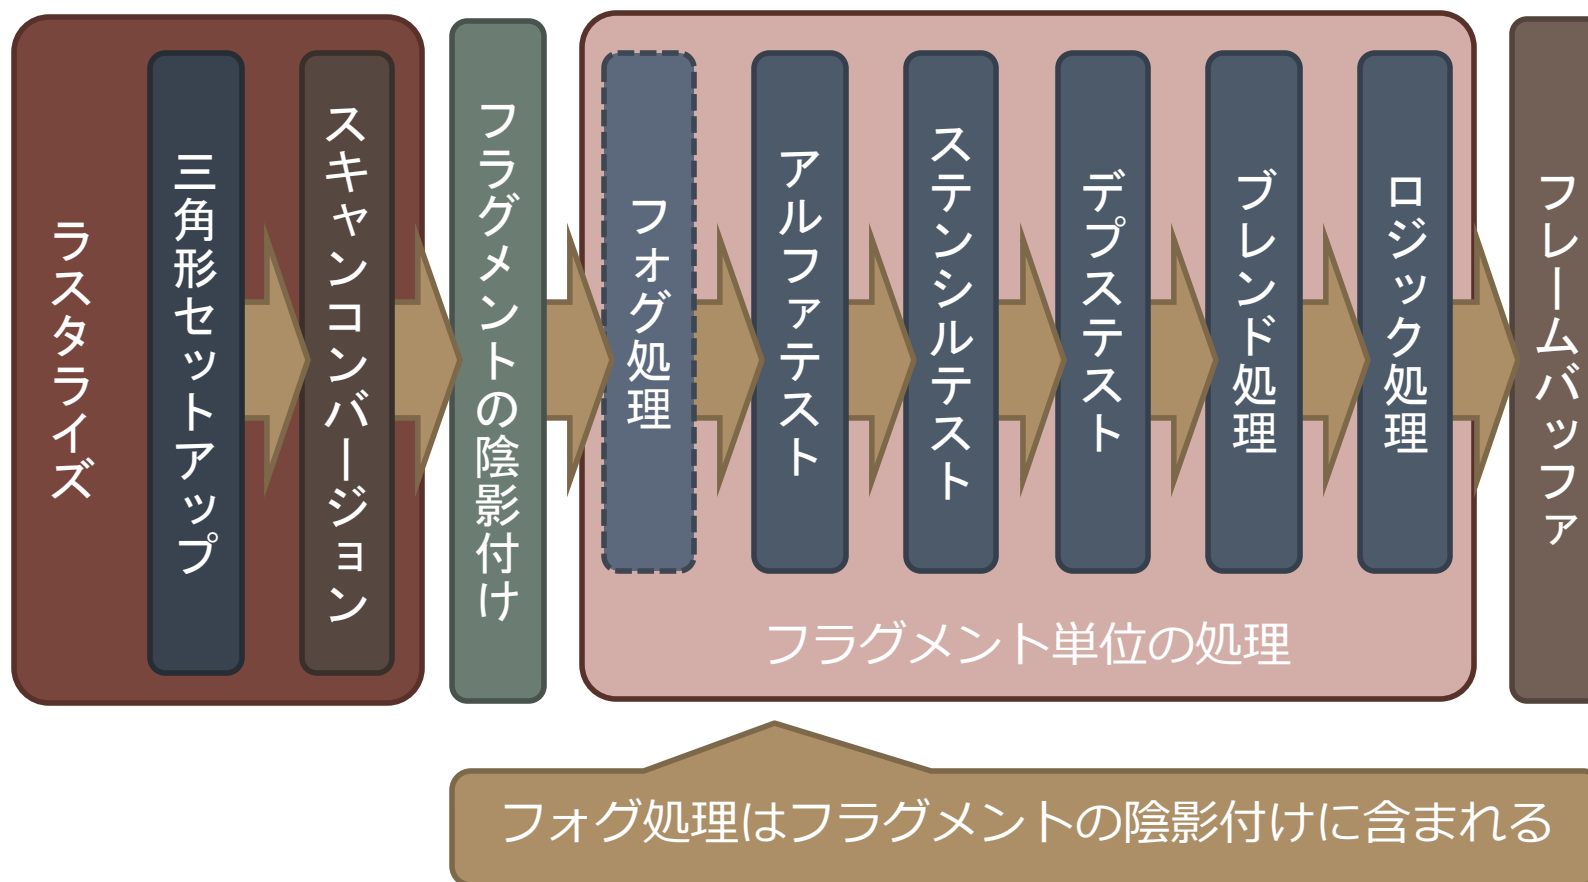 ラスタライズ
三角形セットアップ
スキャンコンバージョン
フラグメントの陰影付け
フォグ処理
アルファテスト
ステンシルテスト
デプステスト
ブレンド処理
ロジック処理
フラグメント単位の処理
フレームバッファ
フォグ処理はフラグメントの陰影付けに含まれる